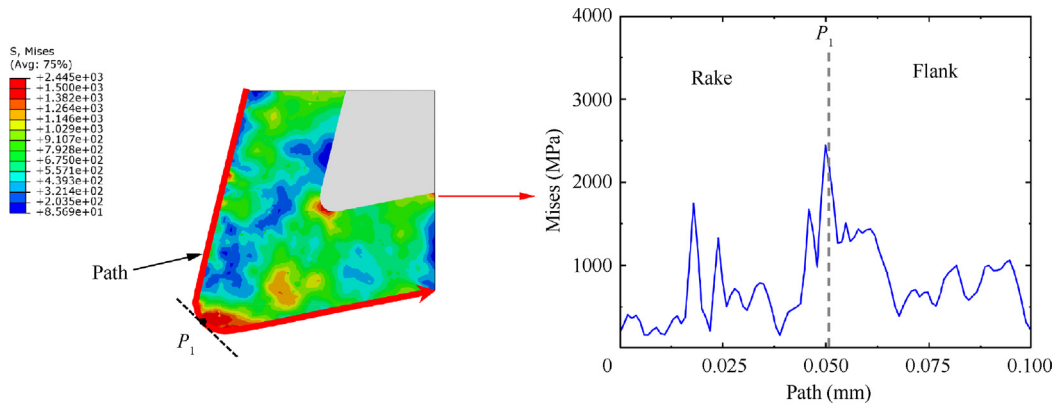 S, Mises
(Avg: 75%)
+2.445e+03
+1.500e+03
+1.382e+03
+1.264e+03
+1.146e+03
+1.029e+03
+9.107e+02
+7.928e+02
+6.750e+02
+5.571e+02
+4.393e+02
+3.214e+02
+2.035e+02
+8.569e+01
Path
P1
4000
3000
2000
1000
0
Mises (MPa)
P1
Rake
Flank
0.025
0.050
0.075
0.100
Path (mm)